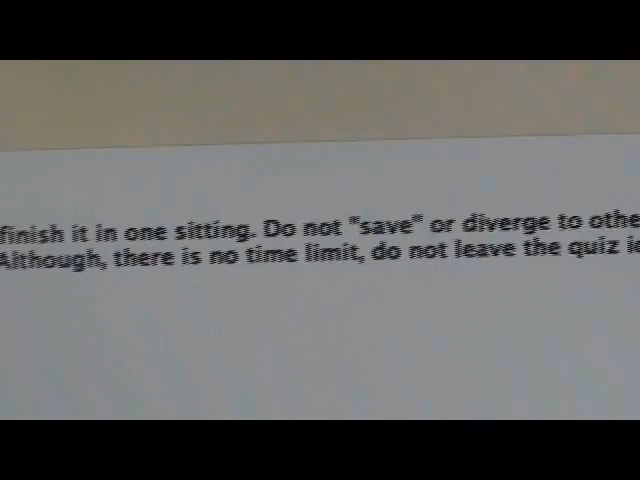 finish it in one sitting. Do not "save" or diverge to othe
Although, there is no time limit, do not leave the quiz